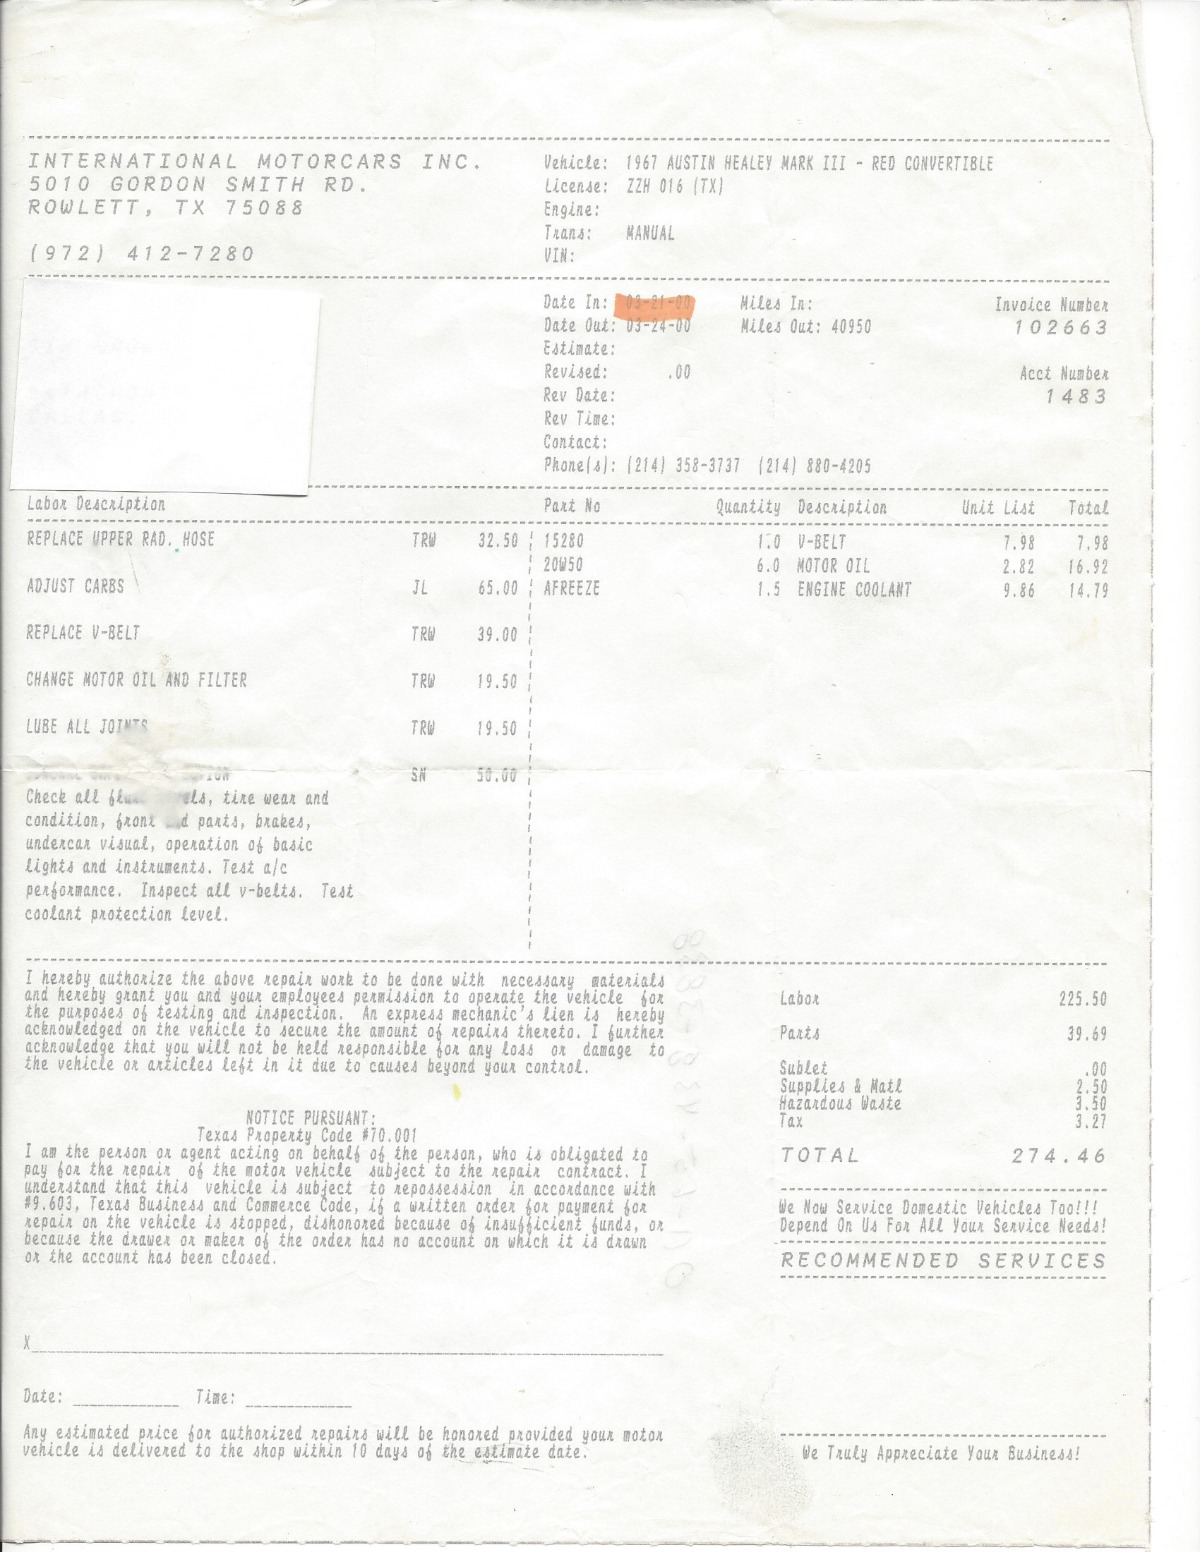 INTERNATIONAL MOTORCARS INC.
5010 GORDON SMITH RD.
ROWLETT, TX 75088
(972) 412-7280
Vehicle: 1967 AUSTIN HEALEY MARK III - RED CONVERTIBLE
License: ZZH 016 (TX)
Engine:
Trans: MANUAL
VIN:
Date In: 03-21-00 Miles In: Invoice Number
Date Out: 03-24-00 Miles Out: 40950 102663
Estimate:
Revised: .00 Acct Number
Rev Date: 1483
Rev Time:
Contact:
Phone(s): (214) 358-3737 (214) 880-4205
Labor Description Part No Quantity Description Unit List Total
REPLACE UPPER RAD. HOSE TRW 32.50 15280 1.0 V-BELT 7.98 7.98
20W50 6.0 MOTOR OIL 2.82 16.92
ADJUST CARBS JL 65.00 AFREEZE 1.5 ENGINE COOLANT 9.86 14.79
REPLACE V-BELT TRW 39.00
CHANGE MOTOR OIL AND FILTER TRW 19.50
LUBE ALL JOINTS TRW 19.50
SN 50.00
Check all tire wear and
condition, front parts, brakes,
undercar visual, operation of basic
lights and instruments. Test a/c
performance. Inspect all v-belts. Test
coolant protection level.
I hereby authorize the above repair work to be done with necessary materials
and hereby grant you and your employees permission to operate the vehicle for
the purposes of testing and inspection. An express mechanic's lien is hereby
acknowledged on the vehicle to secure the amount of repairs thereto. I further
acknowledge that you will not be held responsible for any loss or damage to
the vehicle or articles left in it due to causes beyond your control.
NOTICE PURSUANT:
Texas Property Code #70.001
I am the person or agent acting on behalf of the person, who is obligated to
pay for the repair of the motor vehicle subject to the repair contract. I
understand that this vehicle is subject to repossession in accordance with
#9.603, Texas Business and Commerce Code, if a written order for payment for
repair on the vehicle is stopped, dishonored because of insufficient funds, or
because the drawer or maker of the order has no account on which it is drawn
or the account has been closed.
X
Date: Time:
Any estimated price for authorized repairs will be honored provided your motor
vehicle is delivered to the shop within 10 days of the estimate date.
Labor 225.50
Parts 39.69
Sublet .00
Supplies & Matl 2.50
Hazardous Waste 3.50
Tax 3.27
TOTAL 274.46
We Now Service Domestic Vehicles Too!!!
Depend On Us For All Your Service Needs!
RECOMMENDED SERVICES
We Truly Appreciate Your Business!